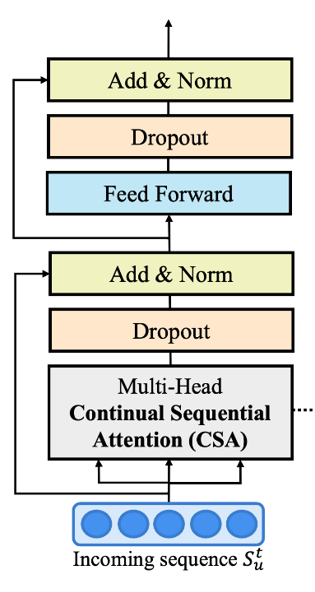 Add & Norm
Dropout
Feed Forward
Add & Norm
Dropout
Multi-Head
Continual Sequential
Attention (CSA)
Incoming sequence $S_u^t$